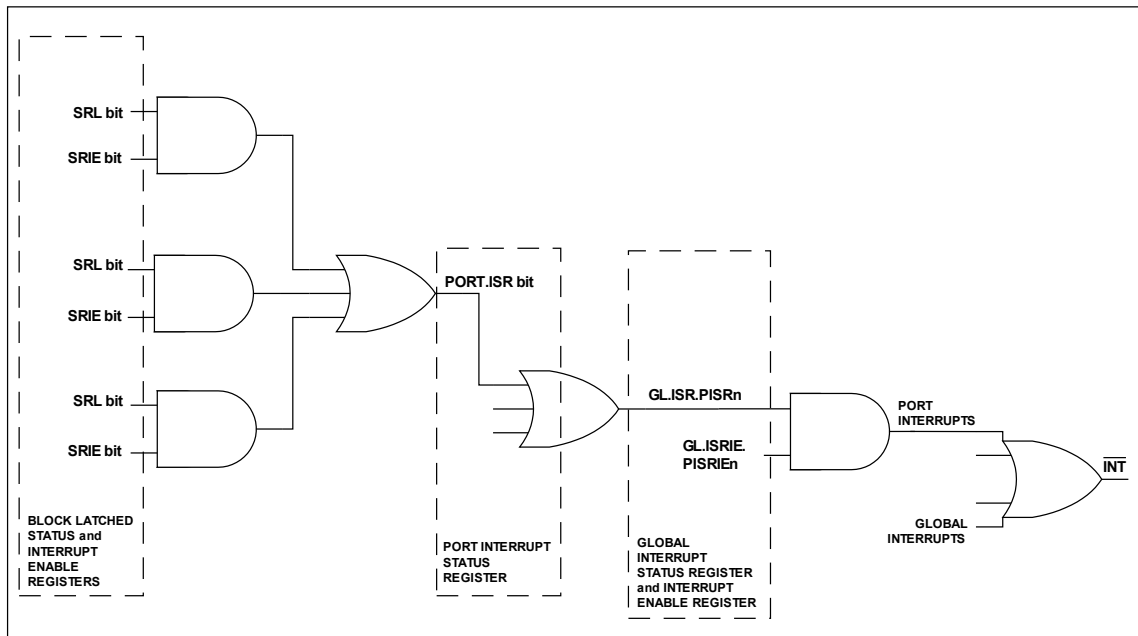 SRL bit
SRIE bit
SRL bit
SRIE bit
SRL bit
SRIE bit
BLOCK LATCHED
STATUS and
INTERRUPT
ENABLE
REGISTERS
PORT.ISR bit
PORT INTERRUPT
STATUS
REGISTER
GL.ISR.PISRn
GL.ISRIE.
PISRIEn
GLOBAL
INTERRUPT
STATUS REGISTER
and INTERRUPT
ENABLE REGISTER
PORT
INTERRUPTS
GLOBAL
INTERRUPTS
INT